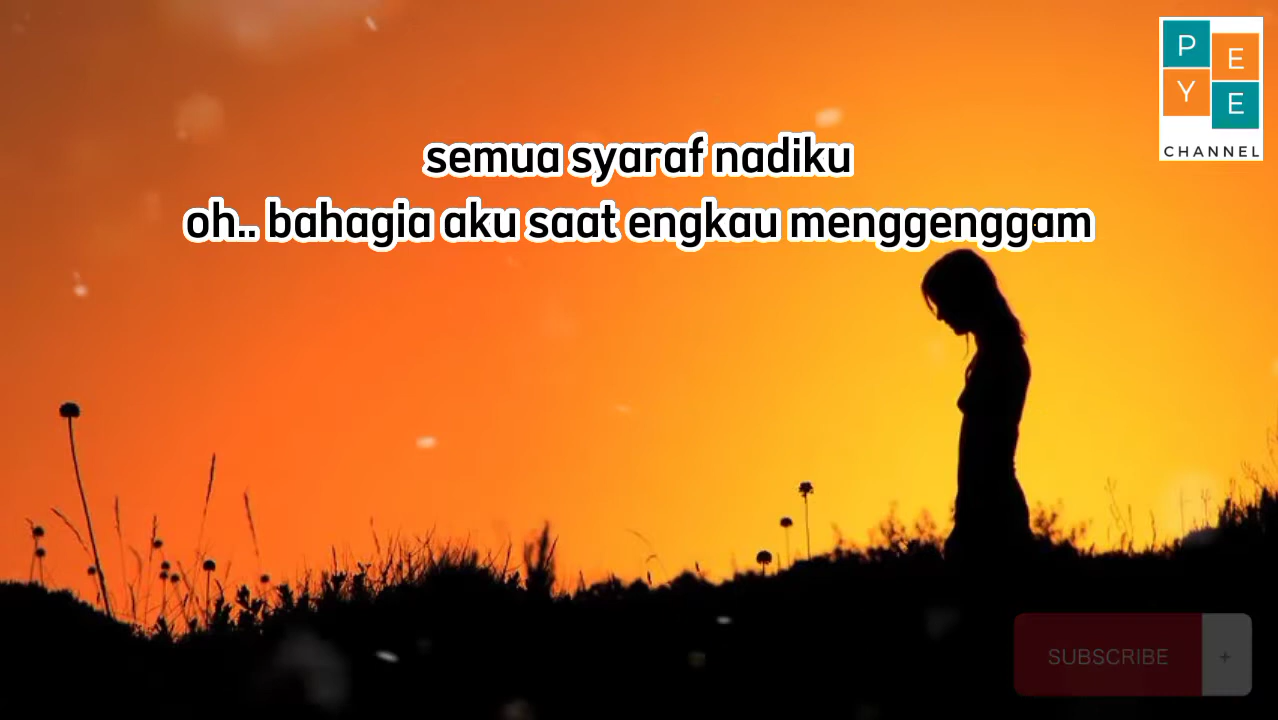 P
E
Y
E
CHANNEL
semua syaraf nadiku
oh.. bahagia aku saat engkau menggenggam
SUBSCRIBE +